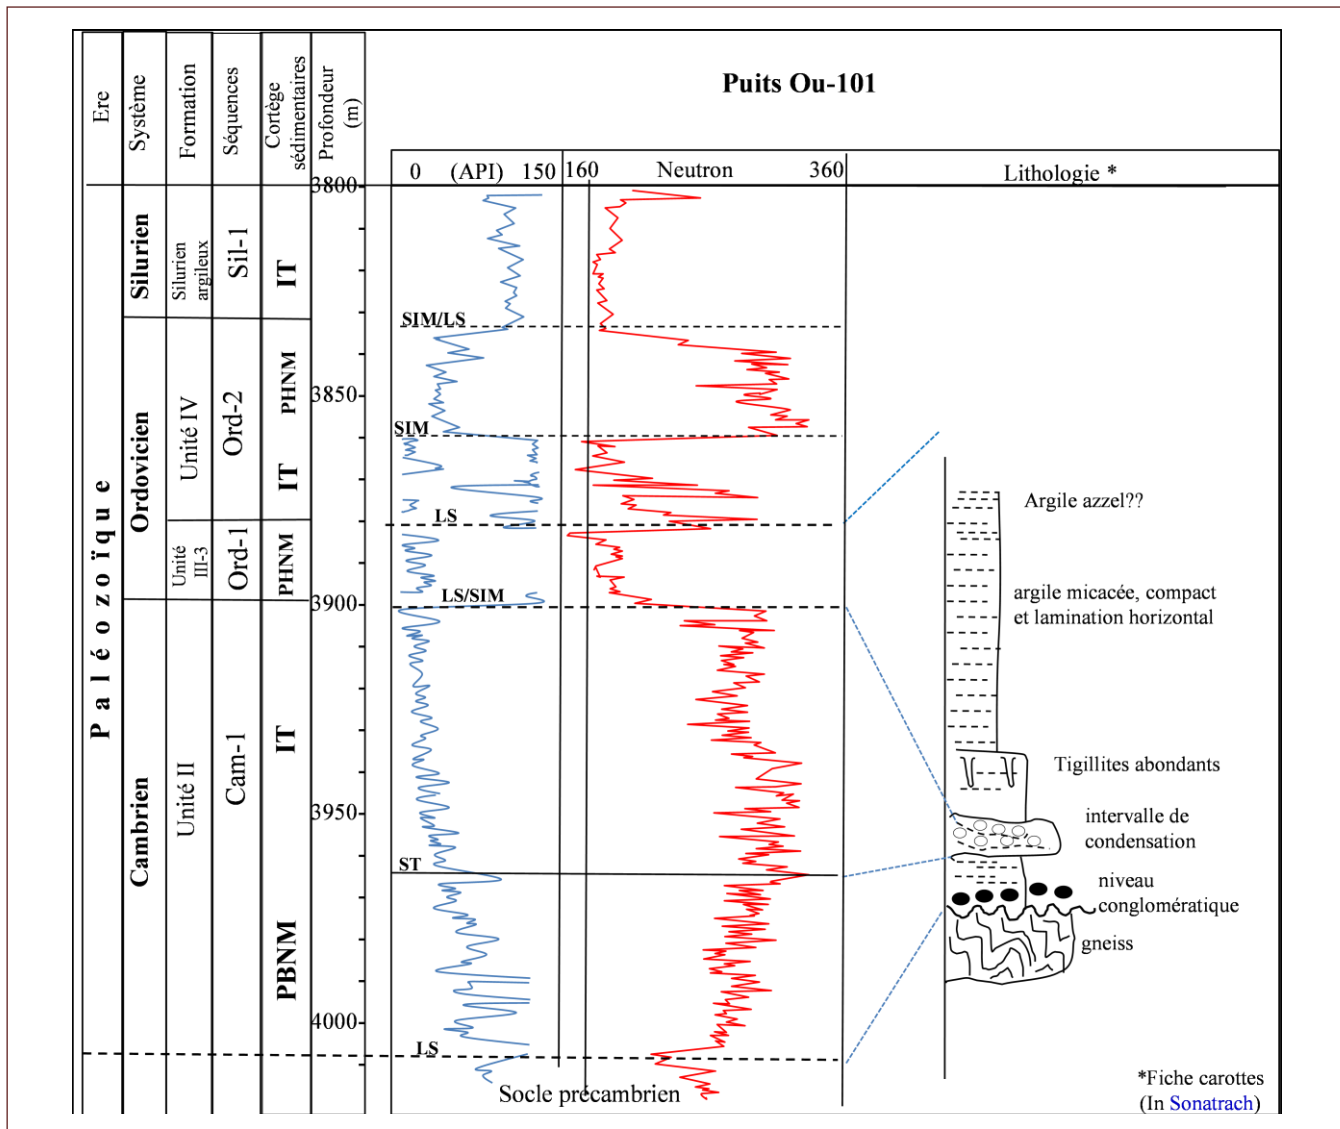 Puits Ou-101
Ere
Système
Formation
Séquences
Cortège
sédimentaires
Profondeur
(m)
0 (API) 150
160 Neutron 360
Lithologie *
Paléozoïque
Silurien
Ordovicien
Cambrien
Silurien
argileux
Unité IV
Unité
III-3
Unité II
Sil-1
Ord-2
Ord-1
Cam-1
IT
PHNM
IT
PHNM
IT
PBNM
3800
3850
3900
3950
4000
SIM/LS
SIM
LS
LS/SIM
ST
LS
Socle précambrien
Argile azzel??
argile micacée, compact
et lamination horizontal
Tigillites abondants
intervalle de
condensation
niveau
conglomératique
gneiss
*Fiche carottes
(In Sonatrach)